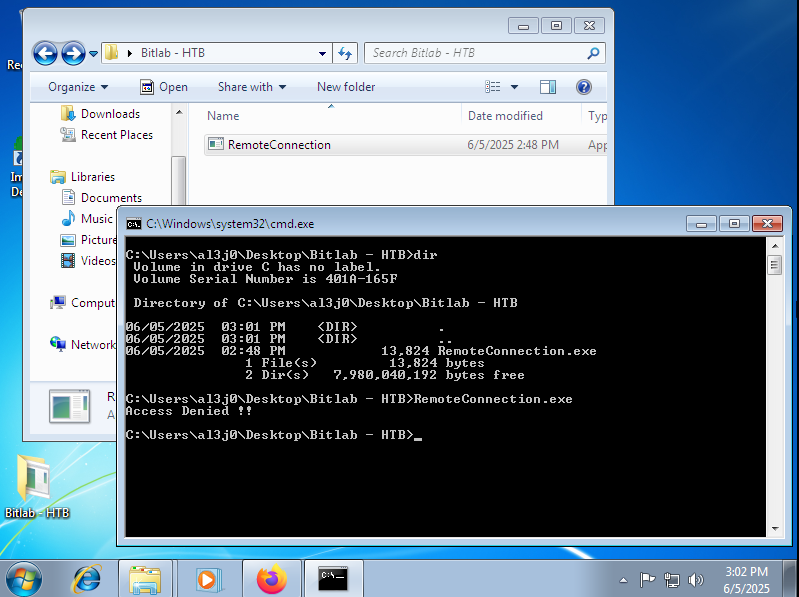 Bitlab - HTB
Search Bitlab - HTB
Organize
Open
Share with
New folder
Name
Date modified
Typ
Downloads
Recent Places
RemoteConnection
6/5/2025 2:48 PM
App
Libraries
Documents
Music
Picture
Videos
Comput
Network
R
A
Rec
Im
De
C:\Windows\system32\cmd.exe
C:\Users\al3j0\Desktop\Bitlab - HTB>dir
Volume in drive C has no label.
Volume Serial Number is 401A-165F
Directory of C:\Users\al3j0\Desktop\Bitlab - HTB
06/05/2025  03:01 PM    <DIR>          .
06/05/2025  03:01 PM    <DIR>          ..
06/05/2025  02:48 PM            13,824 RemoteConnection.exe
1 File(s)         13,824 bytes
2 Dir(s)   7,980,040,192 bytes free
C:\Users\al3j0\Desktop\Bitlab - HTB>RemoteConnection.exe
Access Denied !!
C:\Users\al3j0\Desktop\Bitlab - HTB>_
Bitlab - HTB
C:\_
3:02 PM
6/5/2025